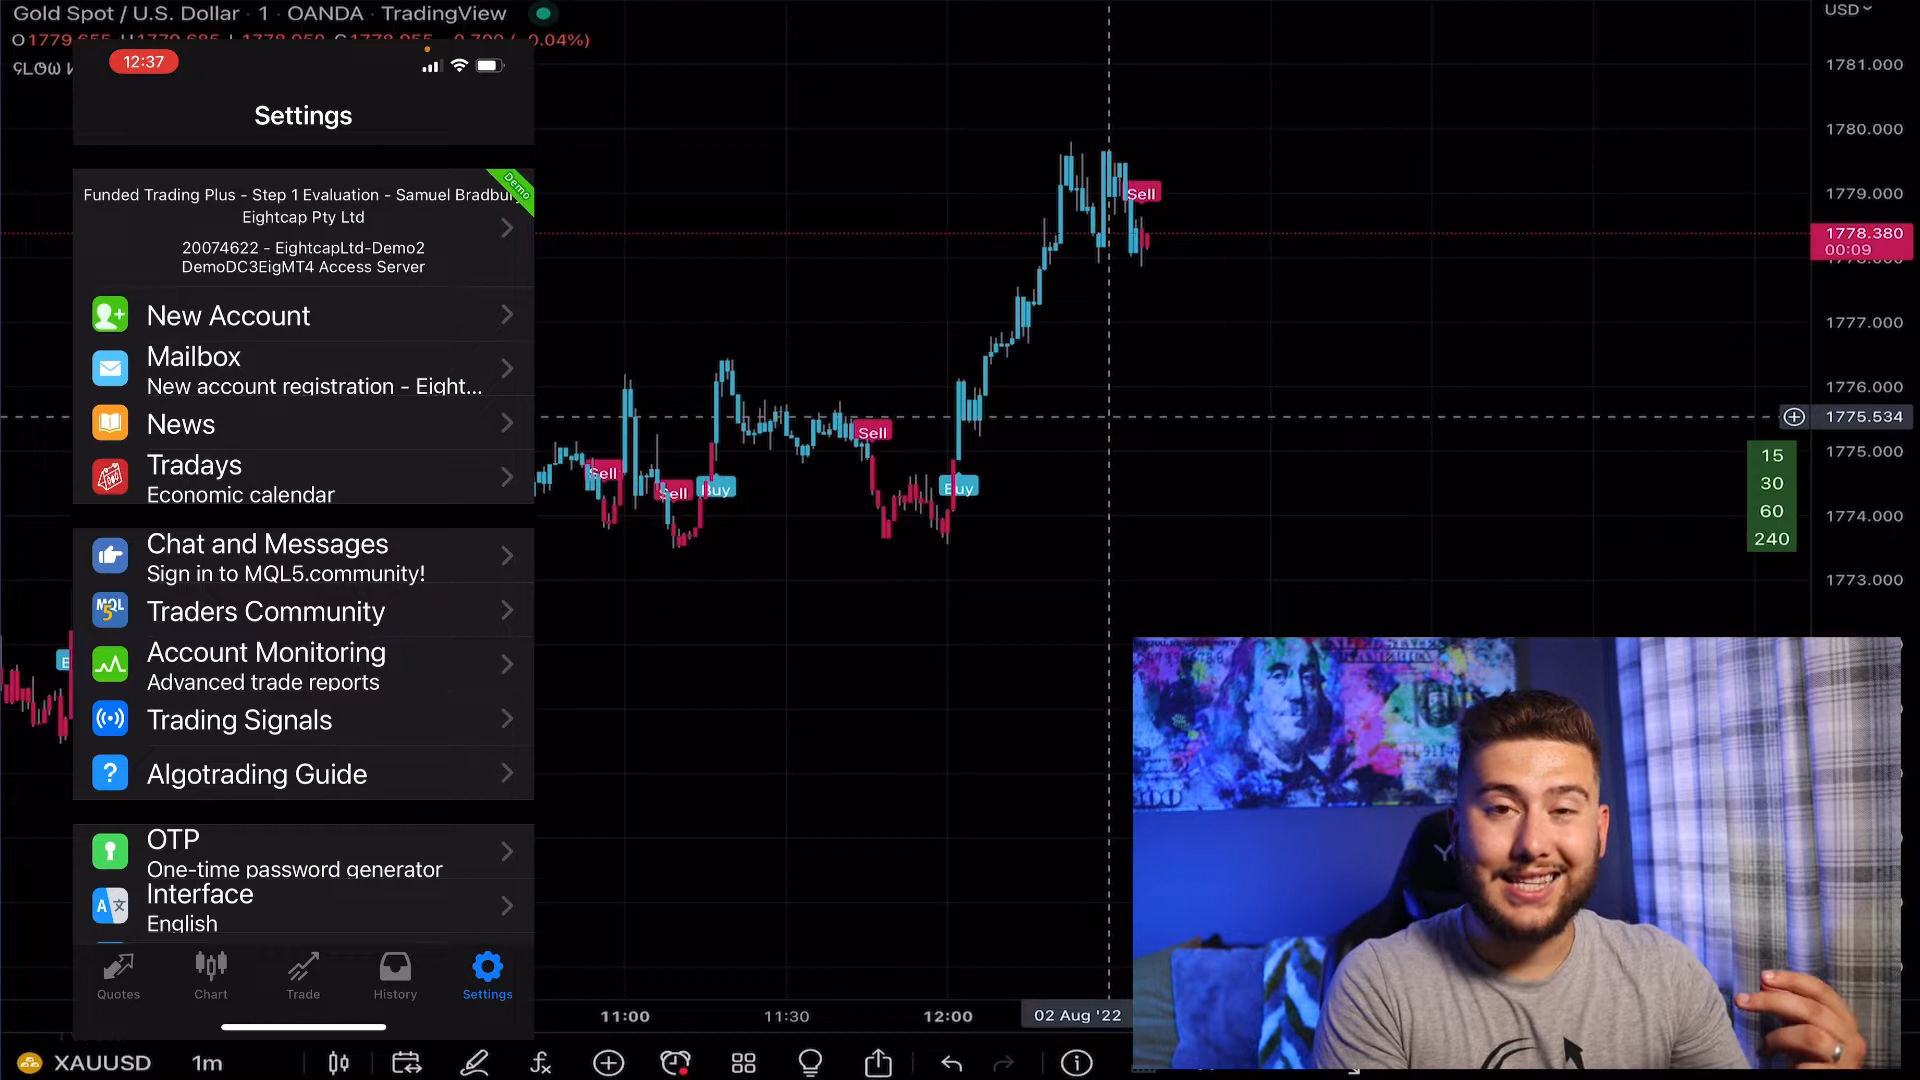 Gold Spot / U.S. Dollar · 1 · OANDA · TradingView
USD
12:37
Settings
Funded Trading Plus - Step 1 Evaluation - Samuel Bradbury
Demo
Eightcap Pty Ltd
20074622 - EightcapLtd-Demo2
DemoDC3EigMT4 Access Server
New Account
Mailbox
New account registration - Eight...
News
Tradays
Economic calendar
Chat and Messages
Sign in to MQL5.community!
MQL5
Traders Community
Account Monitoring
Advanced trade reports
Trading Signals
Algotrading Guide
OTP
One-time password generator
Interface
English
Quotes
Chart
Trade
History
Settings
Sell
Sell
Buy
Sell
Buy
Sell
1781.000
1780.000
1779.000
1778.380
00:09
1777.000
1776.000
1775.534
1775.000
1774.000
1773.000
15
30
60
240
11:00
11:30
12:00
02 Aug '22
XAUUSD
1m